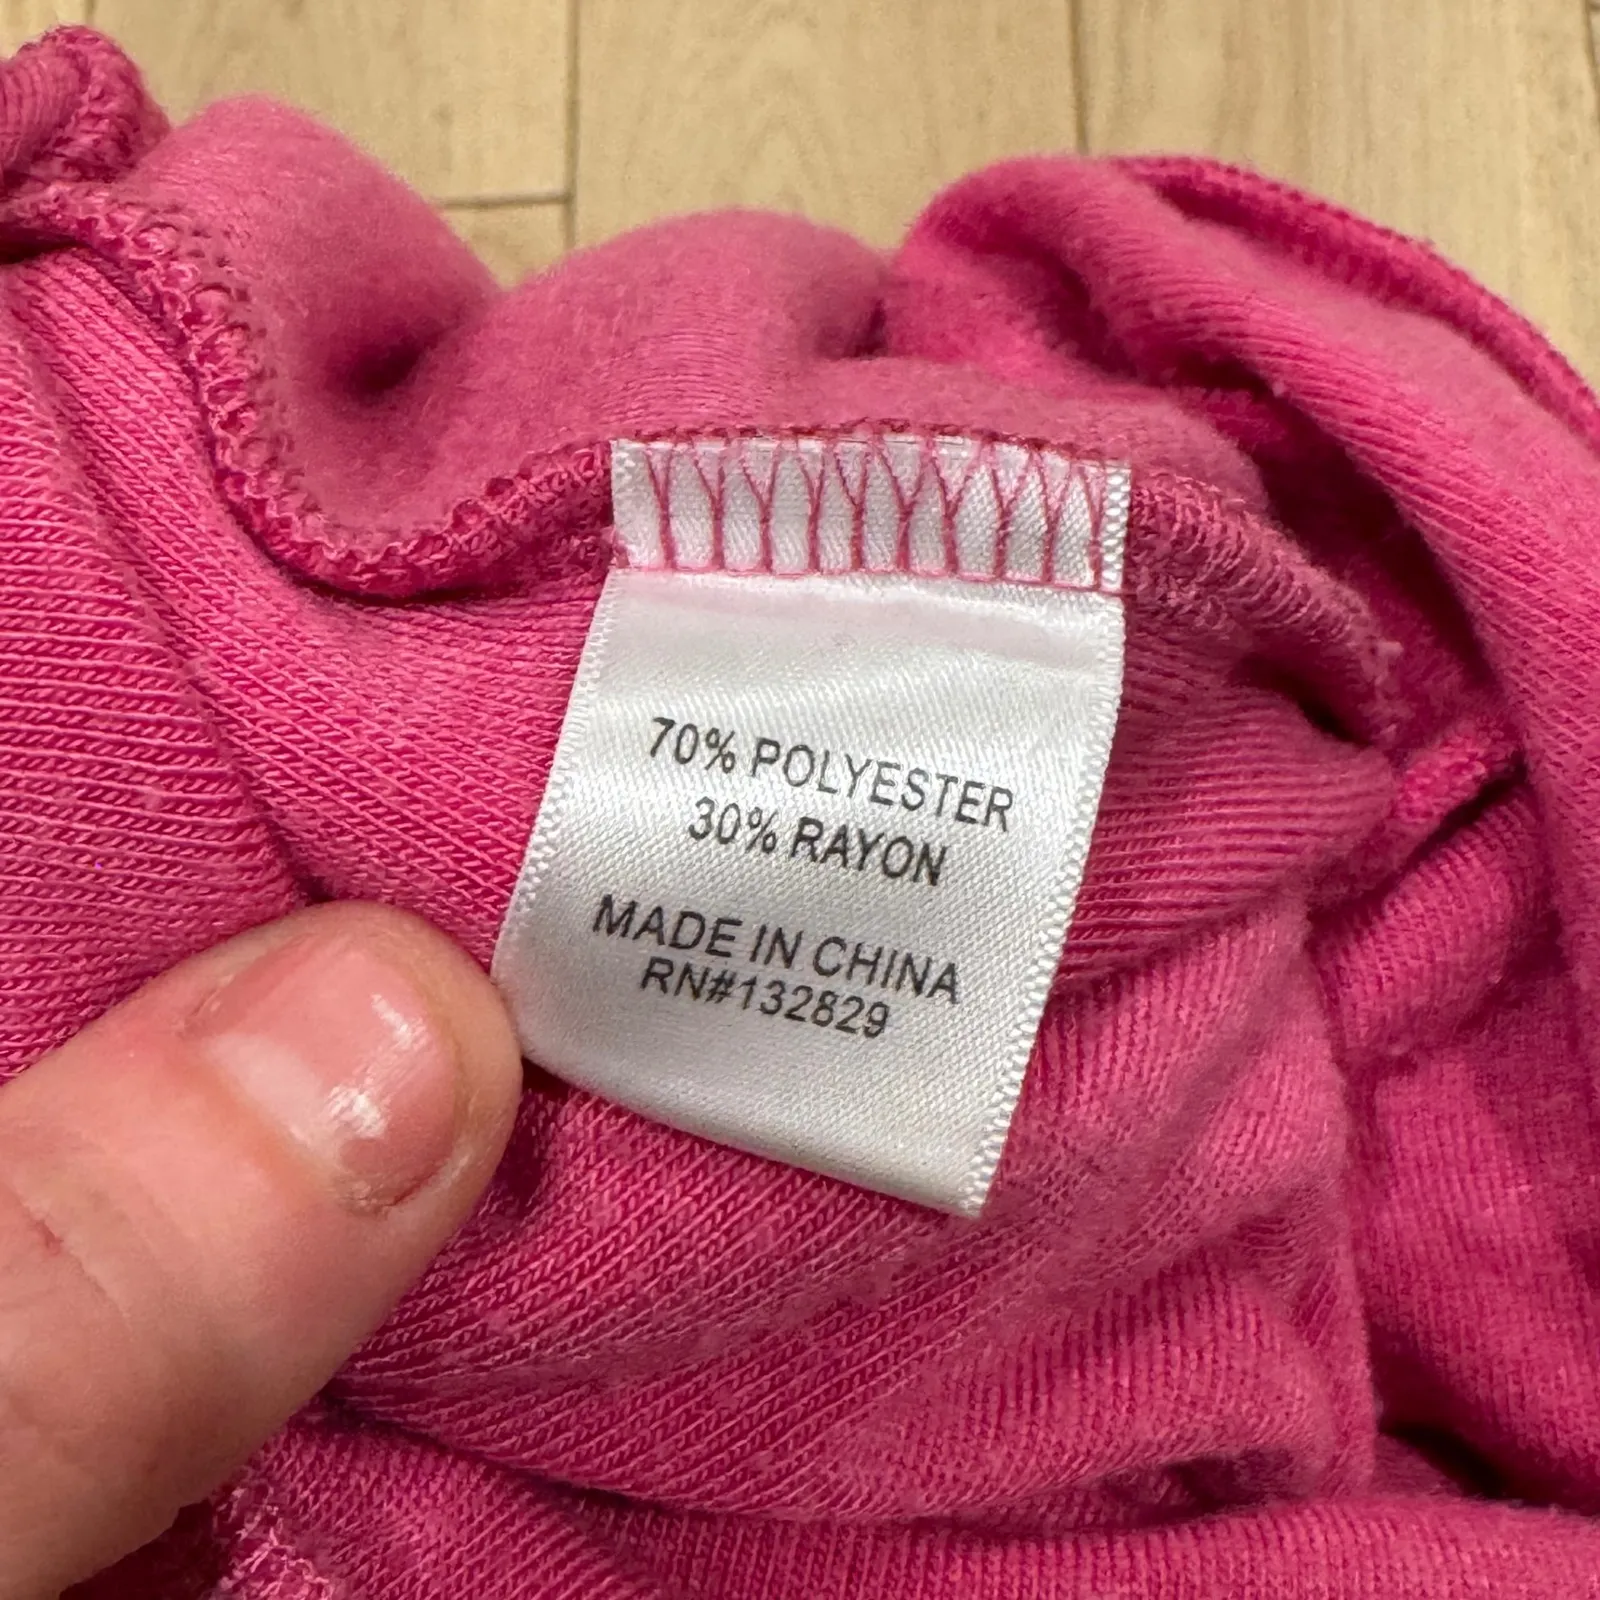 70% POLYESTER
30% RAYON
MADE IN CHINA
RN#132829